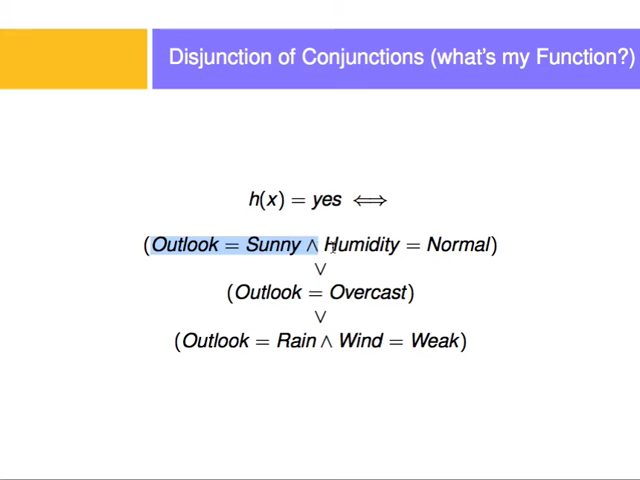 Disjunction of Conjunctions (what's my Function?)
h(x) = yes ⟺
(Outlook = Sunny ∧ Humidity = Normal)
∨
(Outlook = Overcast)
∨
(Outlook = Rain ∧ Wind = Weak)